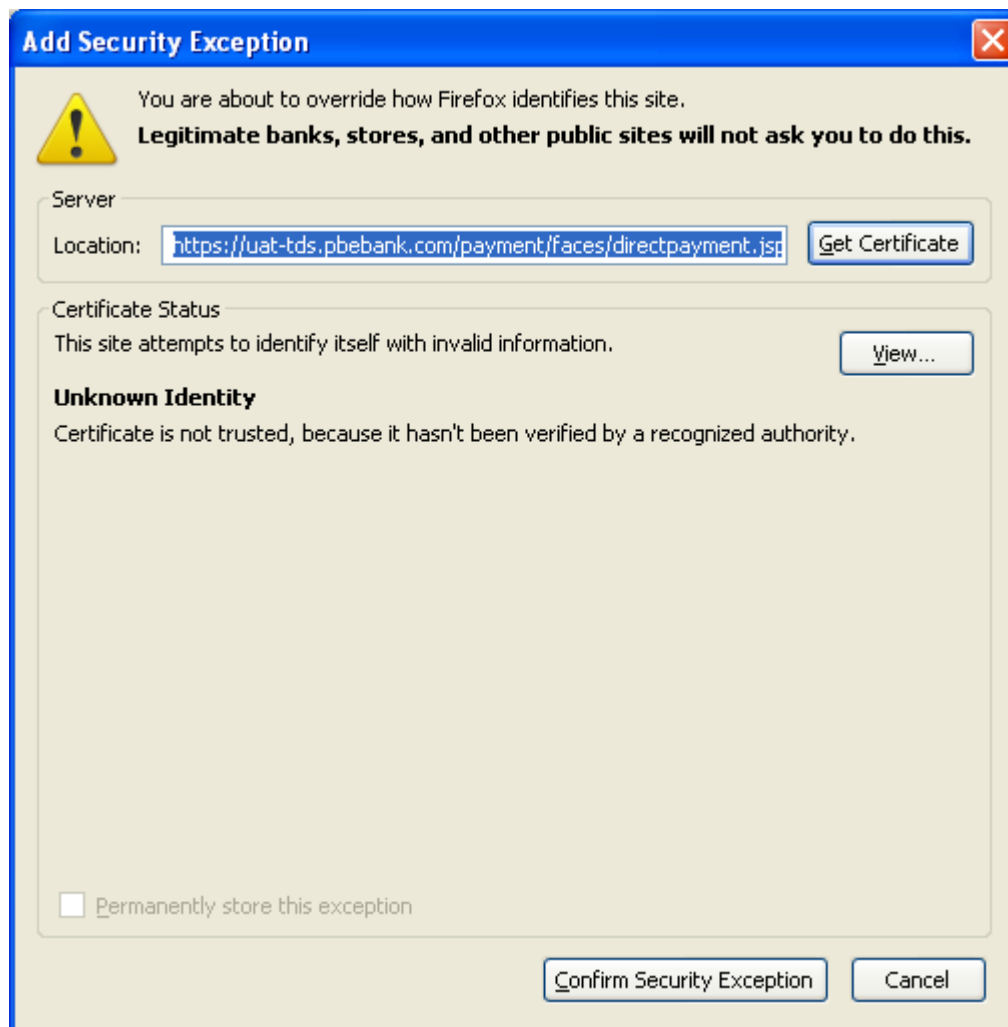 Add Security Exception
You are about to override how Firefox identifies this site.
Legitimate banks, stores, and other public sites will not ask you to do this.
Server
Location: https://uat-tds.pbebank.com/payment/faces/directpayment.jsp Get Certificate
Certificate Status
This site attempts to identify itself with invalid information.
View...
Unknown Identity
Certificate is not trusted, because it hasn't been verified by a recognized authority.
Permanently store this exception
Confirm Security Exception Cancel